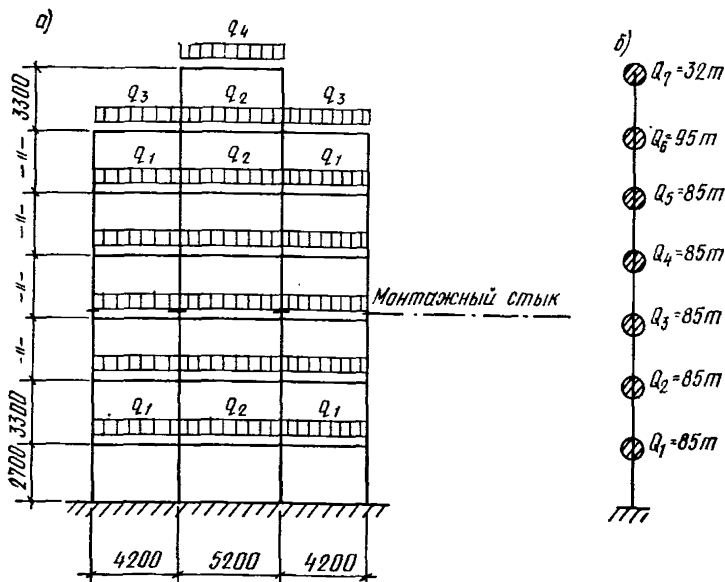 а)
q₄
q₃ q₂ q₃
q₁ q₂ q₁
q₁ q₂ q₁
3300
-"-
-"-
-"-
-"-
3300
2700
4200 5200 4200
Монтажный стык
б)
Q₇=32т
Q₆=95т
Q₅=85т
Q₄=85т
Q₃=85т
Q₂=85т
Q₁=85т